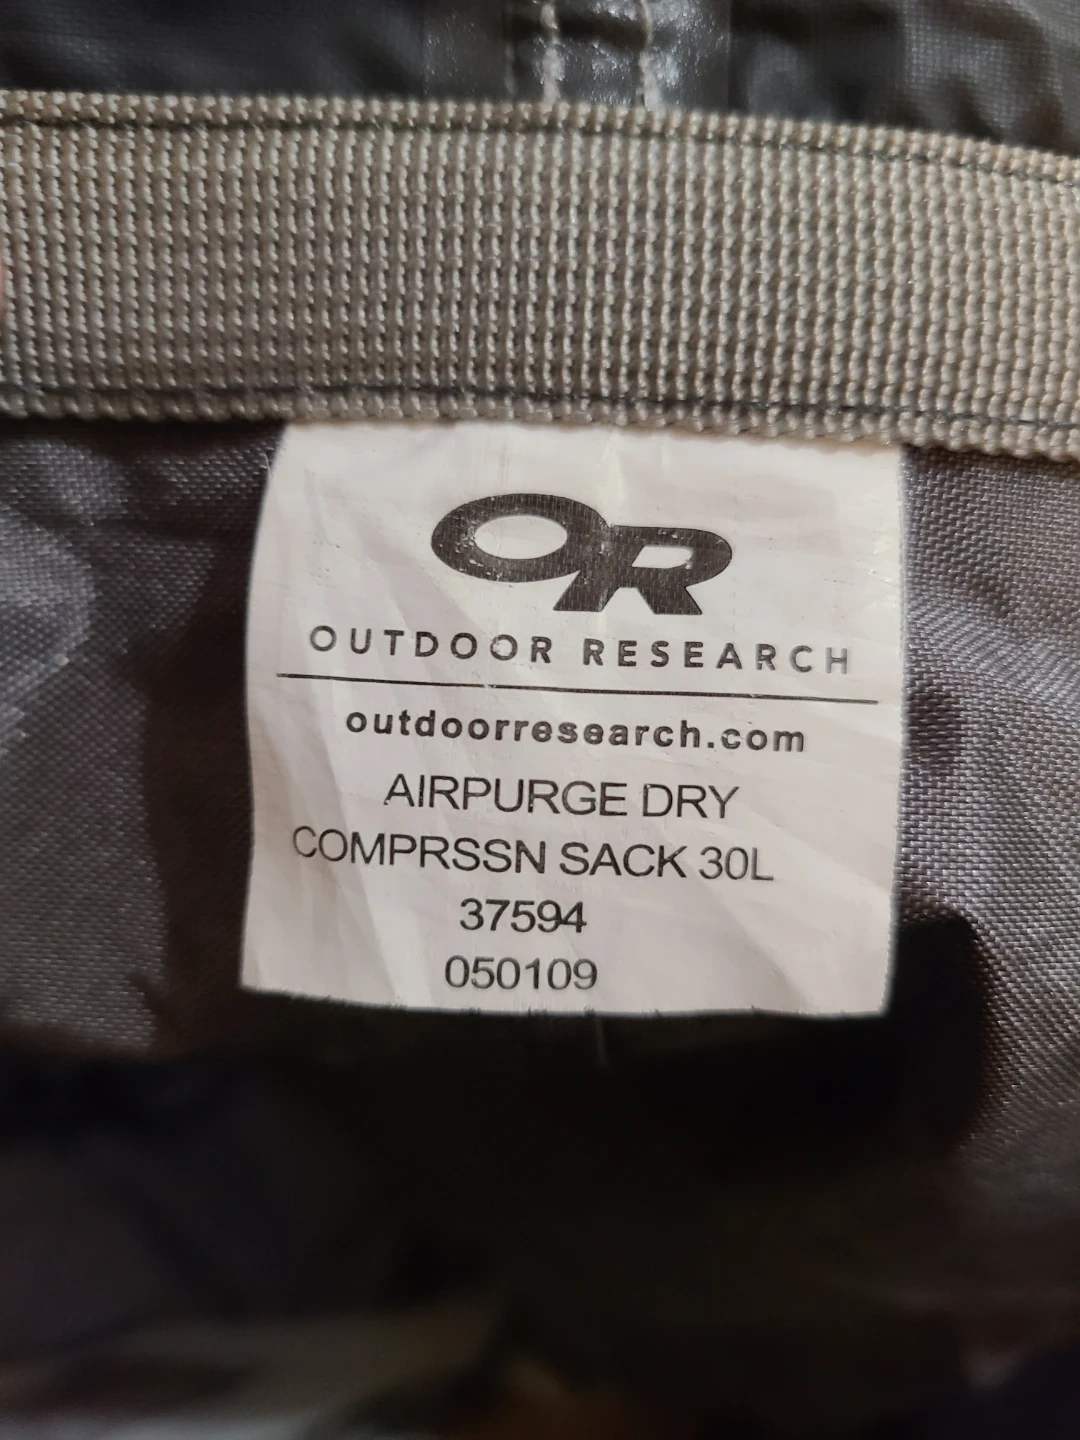 OR
OUTDOOR RESEARCH
outdoorresearch.com
AIRPURGE DRY
COMPRSSN SACK 30L
37594
050109